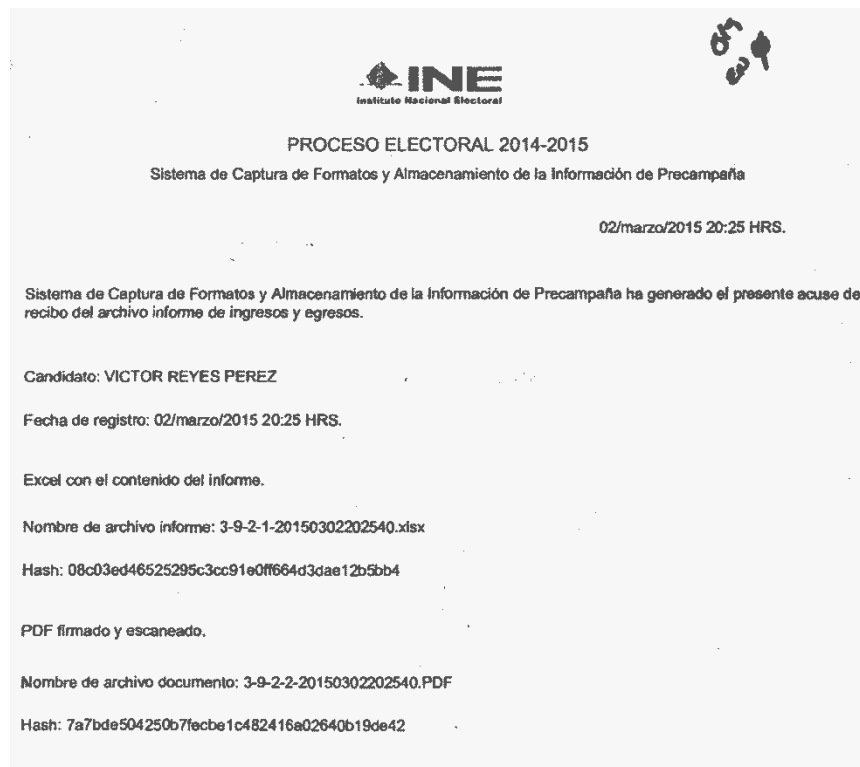 INE
Instituto Nacional Electoral
PROCESO ELECTORAL 2014-2015
Sistema de Captura de Formatos y Almacenamiento de la Información de Precampaña
02/marzo/2015 20:25 HRS.
Sistema de Captura de Formatos y Almacenamiento de la Información de Precampaña ha generado el presente acuse de
recibo del archivo informe de ingresos y egresos.
Candidato: VICTOR REYES PEREZ
Fecha de registro: 02/marzo/2015 20:25 HRS.
Excel con el contenido del informe.
Nombre de archivo informe: 3-9-2-1-20150302202540.xlsx
Hash: 08c03ed46525295c3cc91e0ff664d3dae12b5bb4
PDF firmado y escaneado.
Nombre de archivo documento: 3-9-2-2-20150302202540.PDF
Hash: 7a7bde504250b7fecbe1c482416a02640b19de42